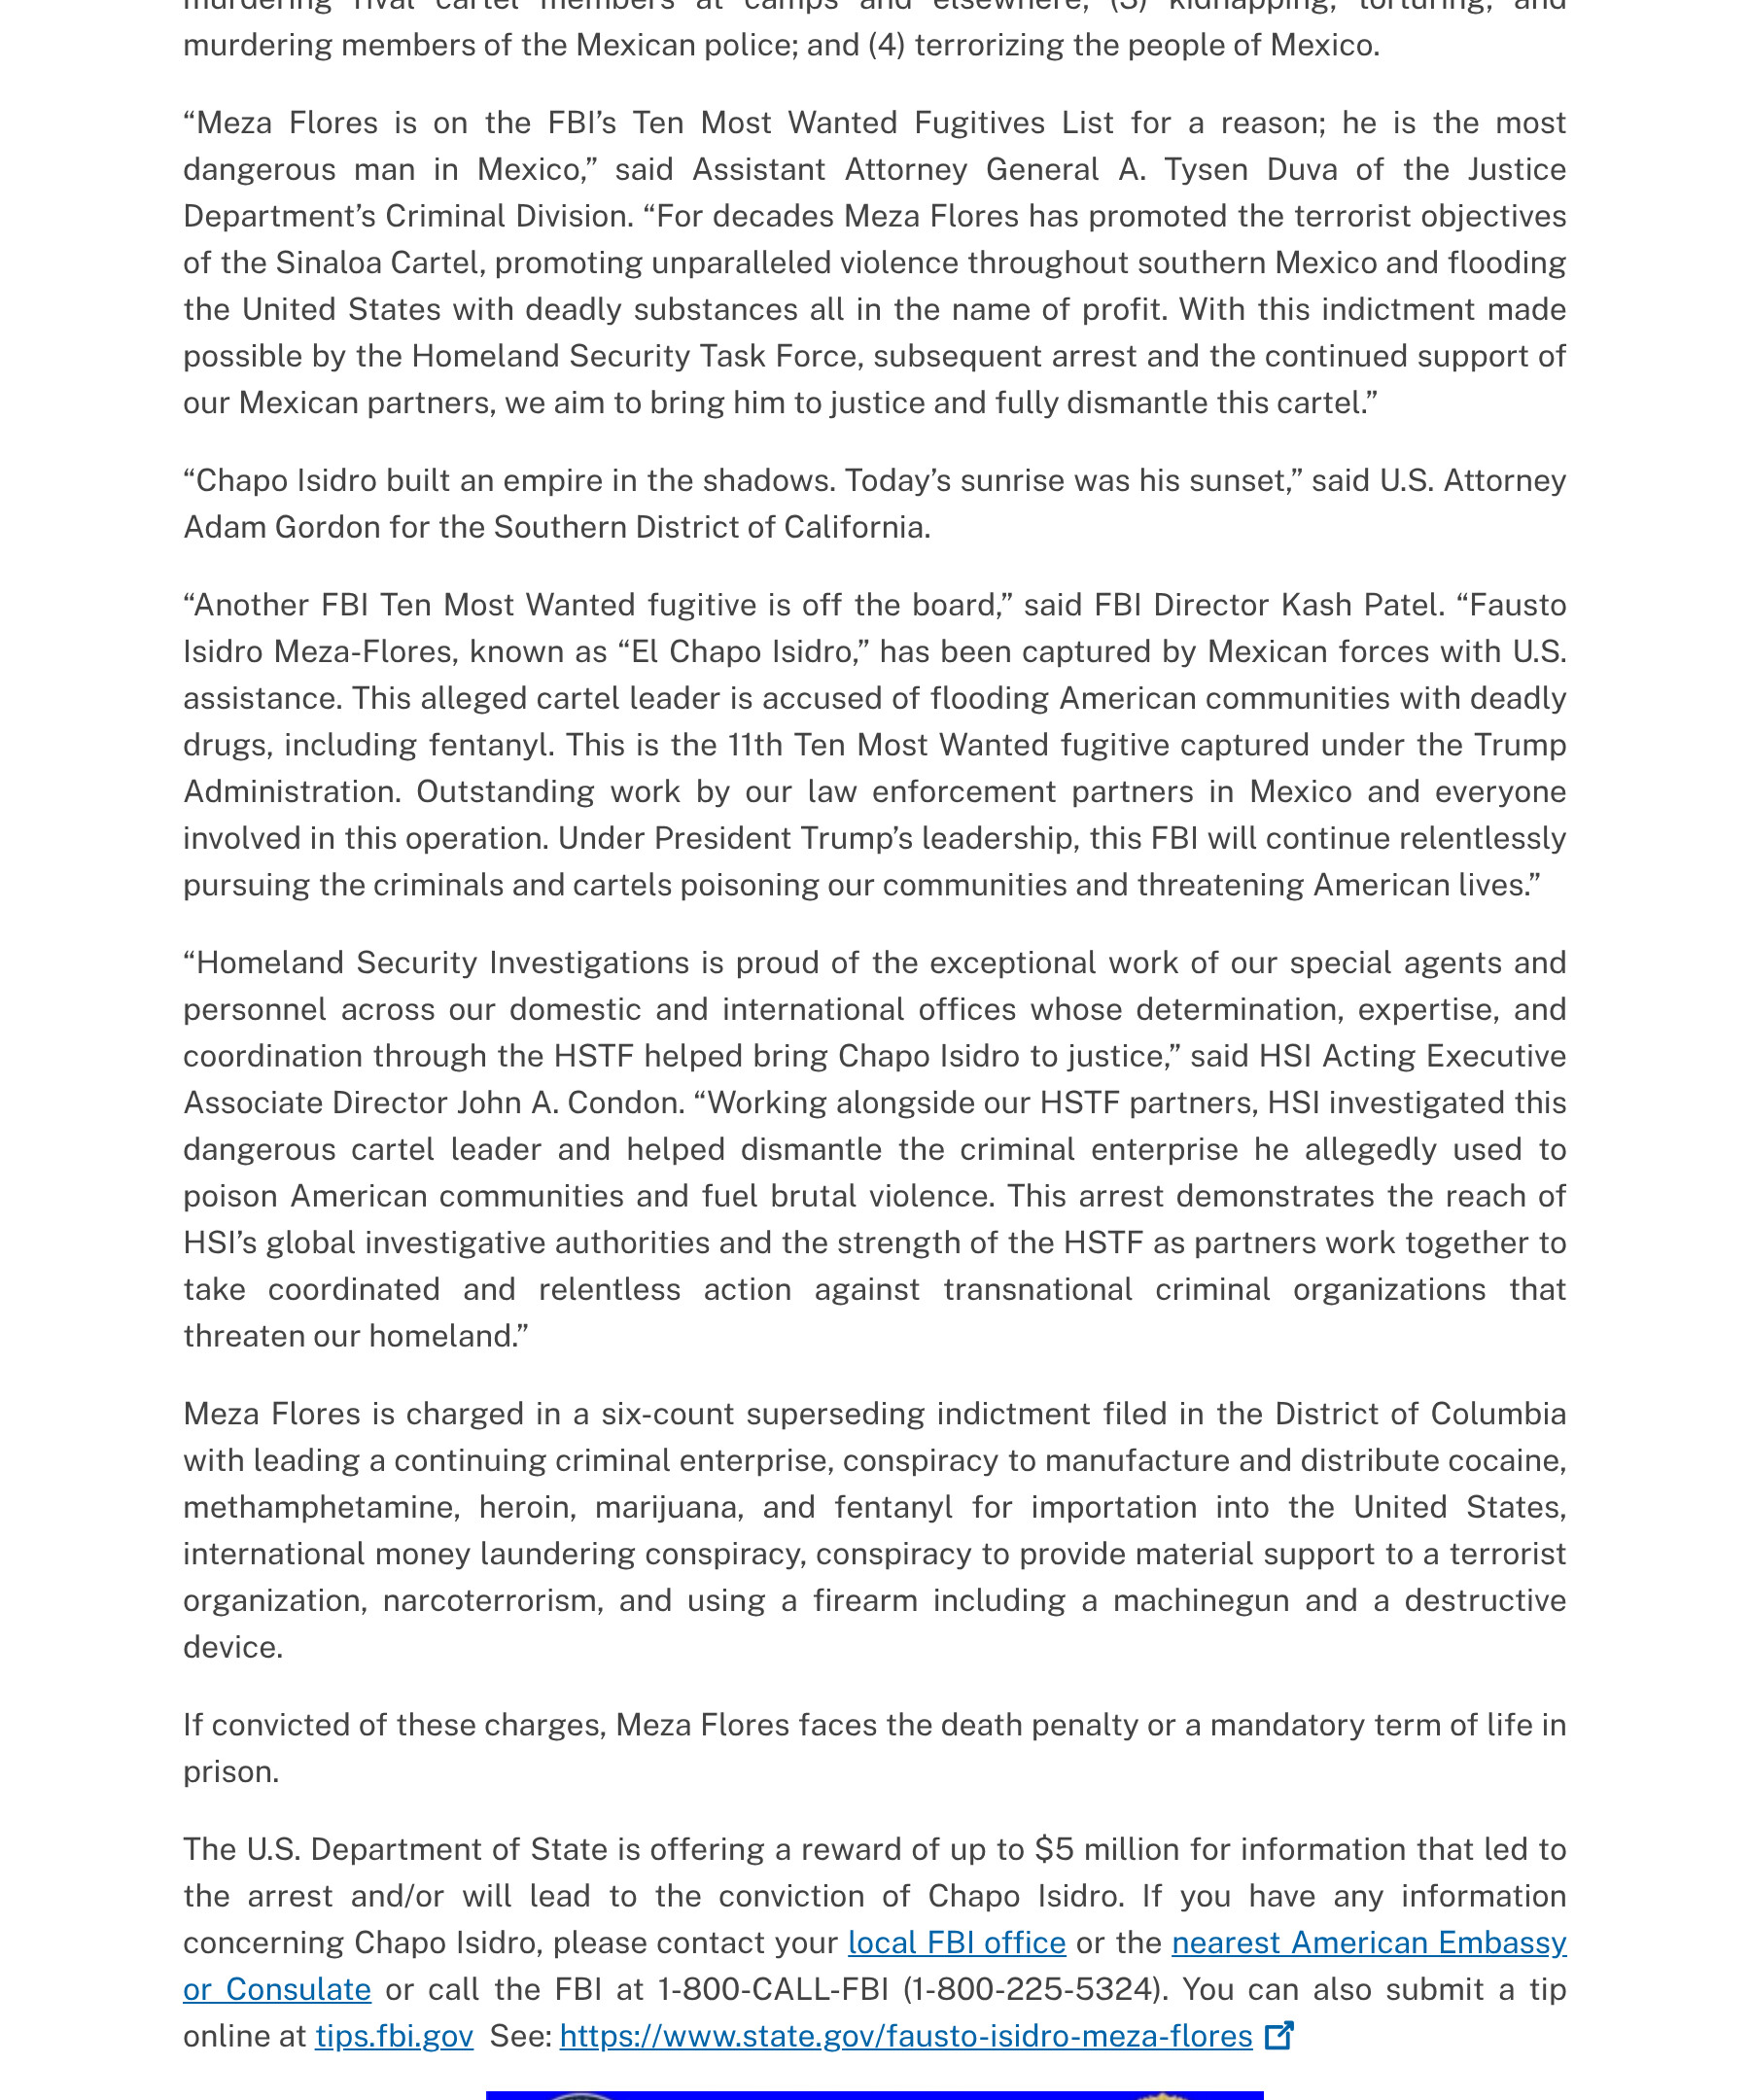 murdering rival cartel members at camps and elsewhere; (3) kidnapping, torturing, and
murdering members of the Mexican police; and (4) terrorizing the people of Mexico.
“Meza Flores is on the FBI’s Ten Most Wanted Fugitives List for a reason; he is the most
dangerous man in Mexico,” said Assistant Attorney General A. Tysen Duva of the Justice
Department’s Criminal Division. “For decades Meza Flores has promoted the terrorist objectives
of the Sinaloa Cartel, promoting unparalleled violence throughout southern Mexico and flooding
the United States with deadly substances all in the name of profit. With this indictment made
possible by the Homeland Security Task Force, subsequent arrest and the continued support of
our Mexican partners, we aim to bring him to justice and fully dismantle this cartel.”
“Chapo Isidro built an empire in the shadows. Today’s sunrise was his sunset,” said U.S. Attorney
Adam Gordon for the Southern District of California.
“Another FBI Ten Most Wanted fugitive is off the board,” said FBI Director Kash Patel. “Fausto
Isidro Meza-Flores, known as “El Chapo Isidro,” has been captured by Mexican forces with U.S.
assistance. This alleged cartel leader is accused of flooding American communities with deadly
drugs, including fentanyl. This is the 11th Ten Most Wanted fugitive captured under the Trump
Administration. Outstanding work by our law enforcement partners in Mexico and everyone
involved in this operation. Under President Trump’s leadership, this FBI will continue relentlessly
pursuing the criminals and cartels poisoning our communities and threatening American lives.”
“Homeland Security Investigations is proud of the exceptional work of our special agents and
personnel across our domestic and international offices whose determination, expertise, and
coordination through the HSTF helped bring Chapo Isidro to justice,” said HSI Acting Executive
Associate Director John A. Condon. “Working alongside our HSTF partners, HSI investigated this
dangerous cartel leader and helped dismantle the criminal enterprise he allegedly used to
poison American communities and fuel brutal violence. This arrest demonstrates the reach of
HSI’s global investigative authorities and the strength of the HSTF as partners work together to
take coordinated and relentless action against transnational criminal organizations that
threaten our homeland.”
Meza Flores is charged in a six-count superseding indictment filed in the District of Columbia
with leading a continuing criminal enterprise, conspiracy to manufacture and distribute cocaine,
methamphetamine, heroin, marijuana, and fentanyl for importation into the United States,
international money laundering conspiracy, conspiracy to provide material support to a terrorist
organization, narcoterrorism, and using a firearm including a machinegun and a destructive
device.
If convicted of these charges, Meza Flores faces the death penalty or a mandatory term of life in
prison.
The U.S. Department of State is offering a reward of up to $5 million for information that led to
the arrest and/or will lead to the conviction of Chapo Isidro. If you have any information
concerning Chapo Isidro, please contact your local FBI office or the nearest American Embassy
or Consulate or call the FBI at 1-800-CALL-FBI (1-800-225-5324). You can also submit a tip
online at tips.fbi.gov See: https://www.state.gov/fausto-isidro-meza-flores